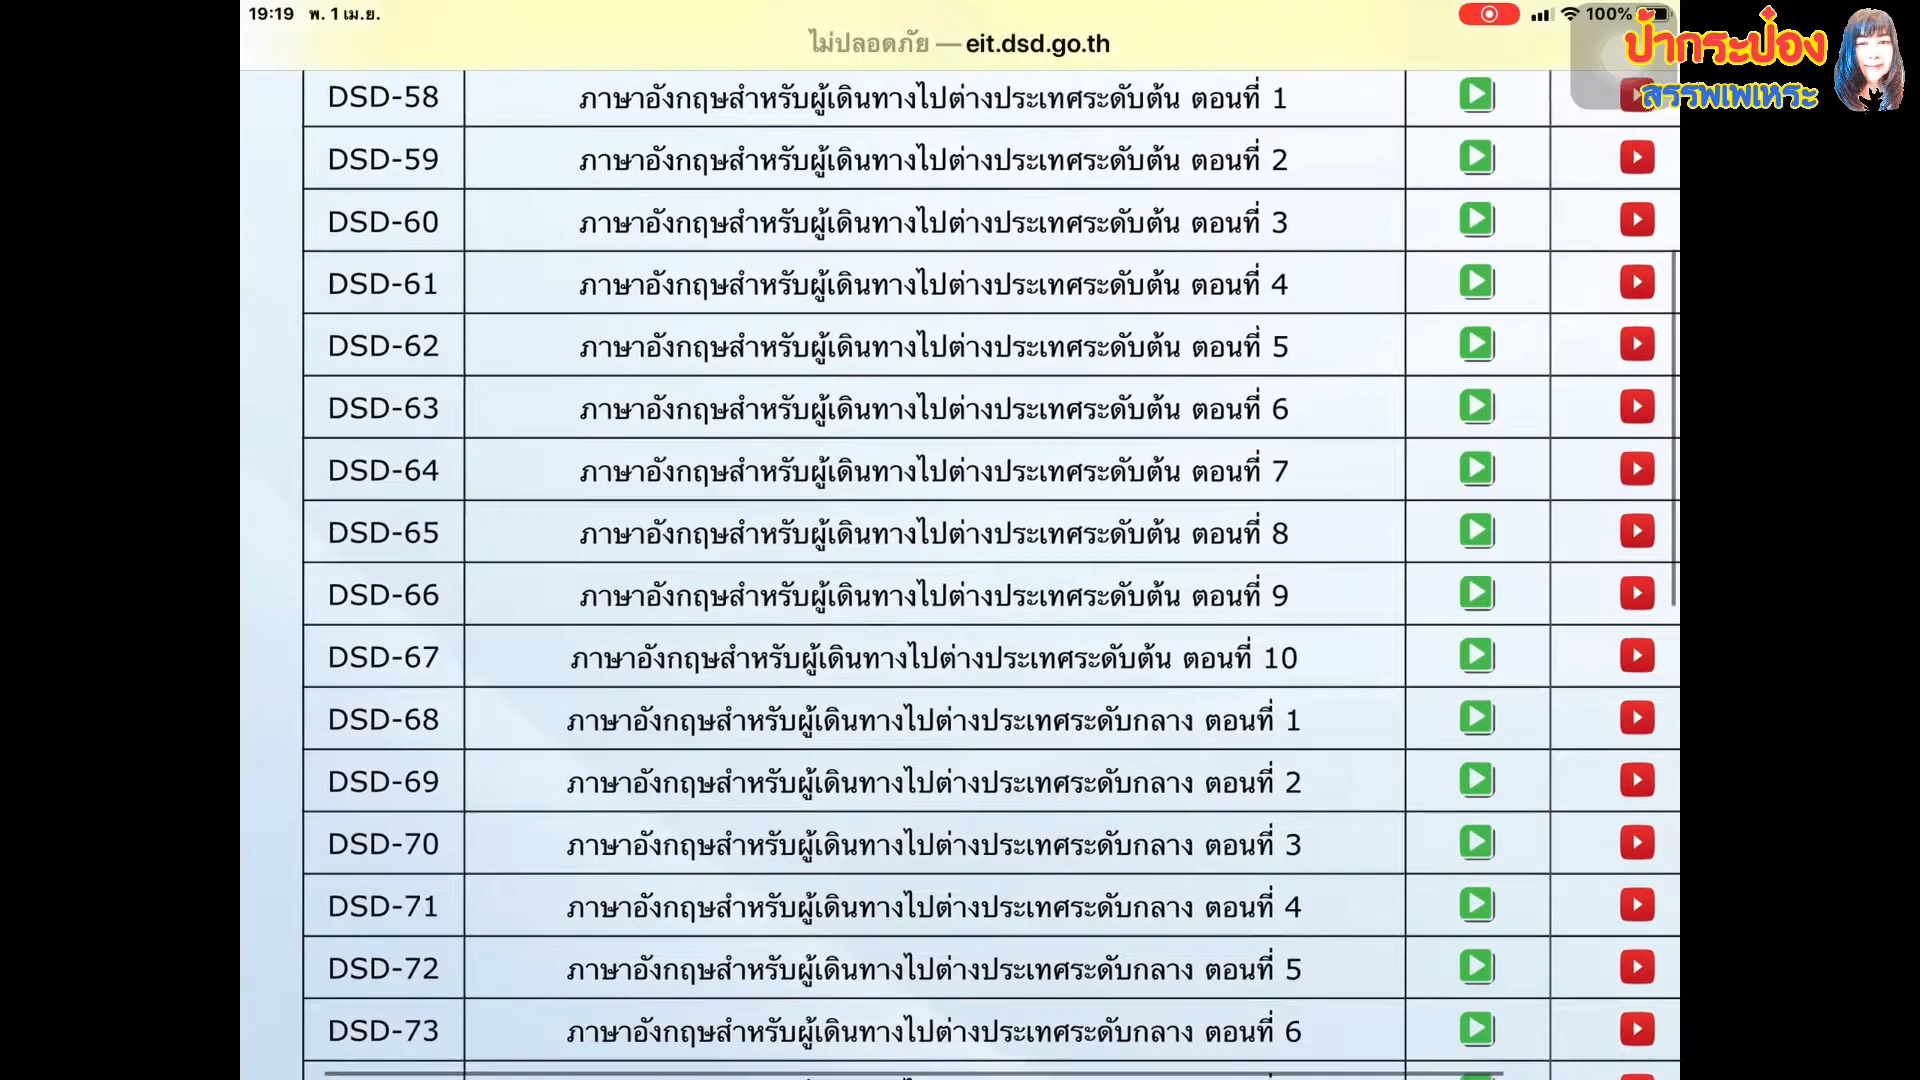 19:19 พ. 1 เม.ย.
100%
ไม่ปลอดภัย — eit.dsd.go.th
ป้ากระป๋อง
สรรพเพเหระ
DSD-58 ภาษาอังกฤษสำหรับผู้เดินทางไปต่างประเทศระดับต้น ตอนที่ 1
DSD-59 ภาษาอังกฤษสำหรับผู้เดินทางไปต่างประเทศระดับต้น ตอนที่ 2
DSD-60 ภาษาอังกฤษสำหรับผู้เดินทางไปต่างประเทศระดับต้น ตอนที่ 3
DSD-61 ภาษาอังกฤษสำหรับผู้เดินทางไปต่างประเทศระดับต้น ตอนที่ 4
DSD-62 ภาษาอังกฤษสำหรับผู้เดินทางไปต่างประเทศระดับต้น ตอนที่ 5
DSD-63 ภาษาอังกฤษสำหรับผู้เดินทางไปต่างประเทศระดับต้น ตอนที่ 6
DSD-64 ภาษาอังกฤษสำหรับผู้เดินทางไปต่างประเทศระดับต้น ตอนที่ 7
DSD-65 ภาษาอังกฤษสำหรับผู้เดินทางไปต่างประเทศระดับต้น ตอนที่ 8
DSD-66 ภาษาอังกฤษสำหรับผู้เดินทางไปต่างประเทศระดับต้น ตอนที่ 9
DSD-67 ภาษาอังกฤษสำหรับผู้เดินทางไปต่างประเทศระดับต้น ตอนที่ 10
DSD-68 ภาษาอังกฤษสำหรับผู้เดินทางไปต่างประเทศระดับกลาง ตอนที่ 1
DSD-69 ภาษาอังกฤษสำหรับผู้เดินทางไปต่างประเทศระดับกลาง ตอนที่ 2
DSD-70 ภาษาอังกฤษสำหรับผู้เดินทางไปต่างประเทศระดับกลาง ตอนที่ 3
DSD-71 ภาษาอังกฤษสำหรับผู้เดินทางไปต่างประเทศระดับกลาง ตอนที่ 4
DSD-72 ภาษาอังกฤษสำหรับผู้เดินทางไปต่างประเทศระดับกลาง ตอนที่ 5
DSD-73 ภาษาอังกฤษสำหรับผู้เดินทางไปต่างประเทศระดับกลาง ตอนที่ 6